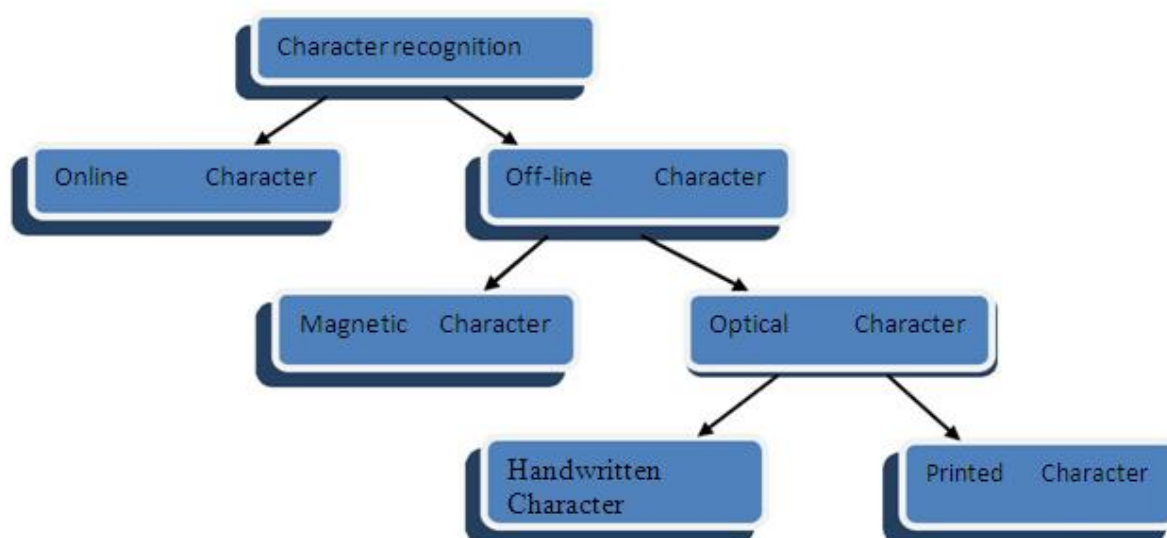 Character recognition
Online Character
Off-line Character
Magnetic Character
Optical Character
Handwritten
Character
Printed Character